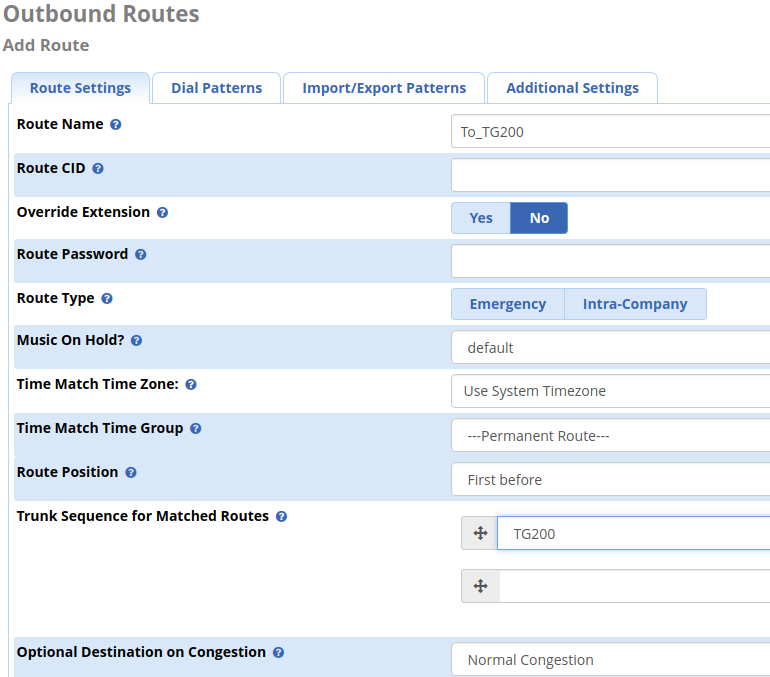 Outbound Routes
Add Route
Route Settings Dial Patterns Import/Export Patterns Additional Settings
Route Name To_TG200
Route CID
Override Extension Yes No
Route Password
Route Type Emergency Intra-Company
Music On Hold? default
Time Match Time Zone: Use System Timezone
Time Match Time Group ---Permanent Route---
Route Position First before
Trunk Sequence for Matched Routes TG200
Optional Destination on Congestion Normal Congestion